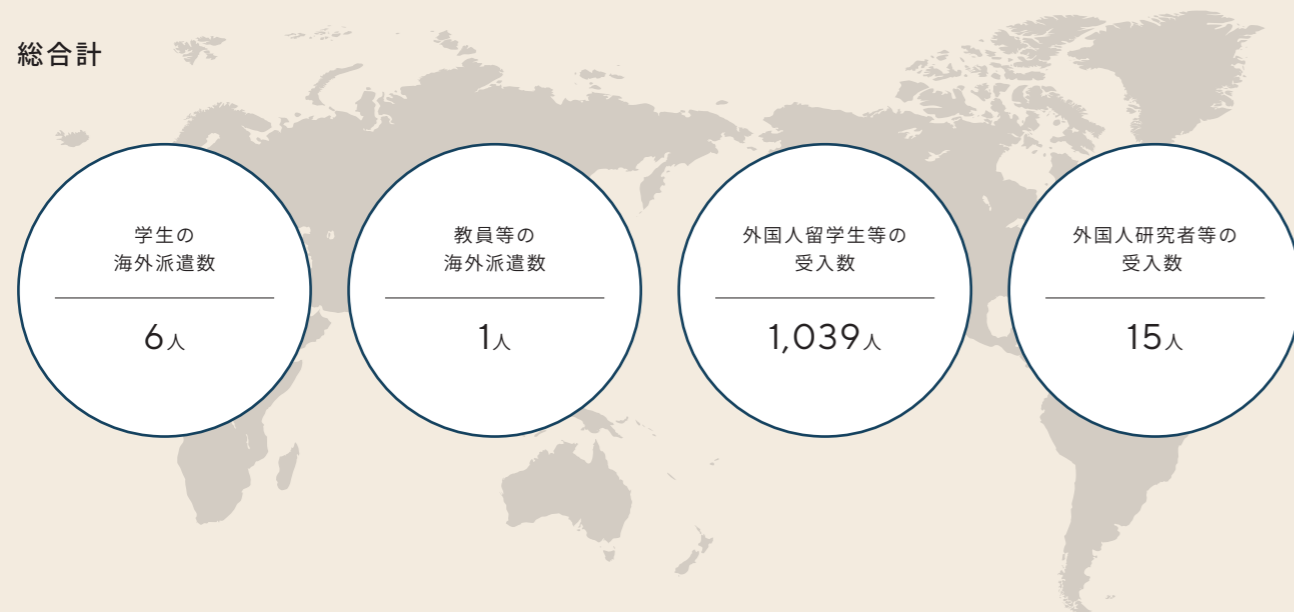 総合計
学生の
海外派遣数
6人
教員等の
海外派遣数
1人
外国人留学生等の
受入数
1,039人
外国人研究者等の
受入数
15人